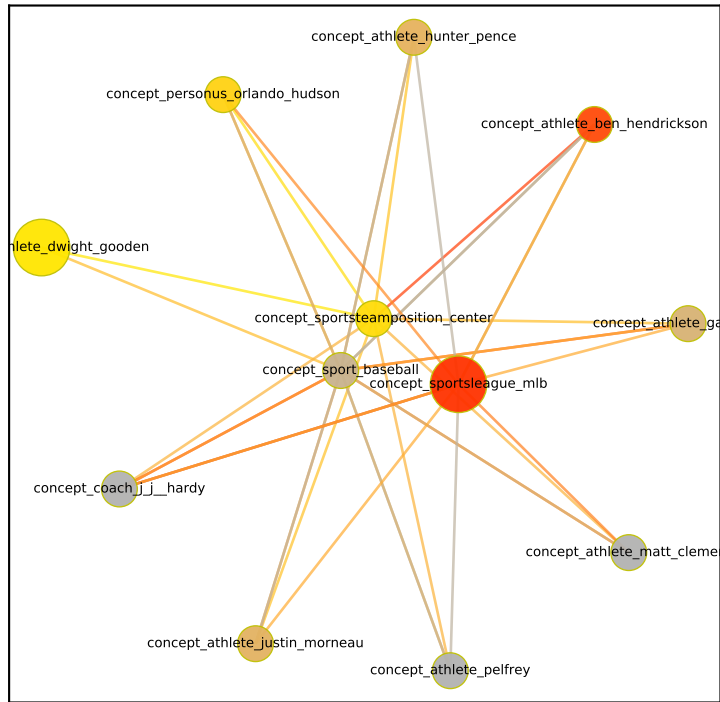 concept_athlete_hunter_pence
concept_personus_orlando_hudson
concept_athlete_ben_hendrickson
hlete_dwight_gooden
concept_sportsteamposition_center
concept_athlete_ga
concept_sport_baseball
concept_sportsleague_mlb
concept_coach_j_j__hardy
concept_athlete_matt_clemen
concept_athlete_justin_morneau
concept_athlete_pelfrey